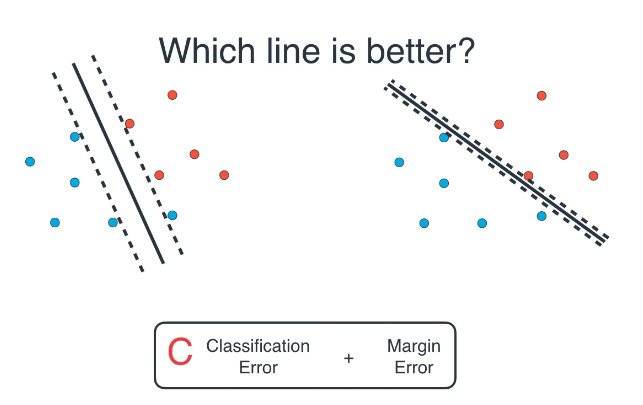 Which line is better?
C Classification Error + Margin Error